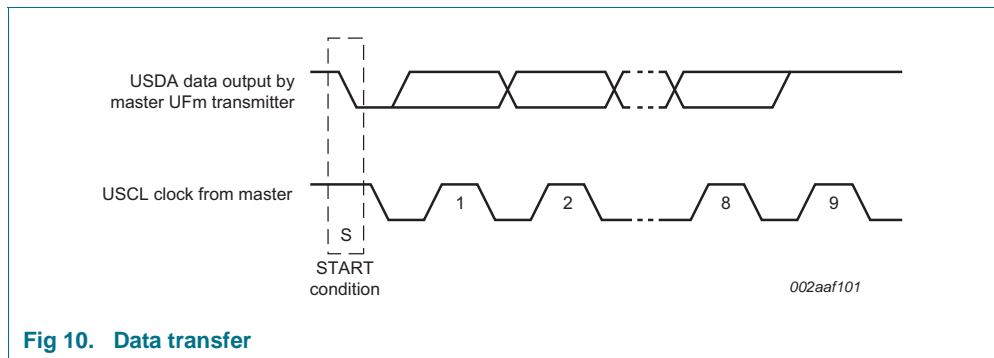 USDA data output by
master UFm transmitter
USCL clock from master
1
2
8
9
S
START
condition
002aaf101
Fig 10. Data transfer